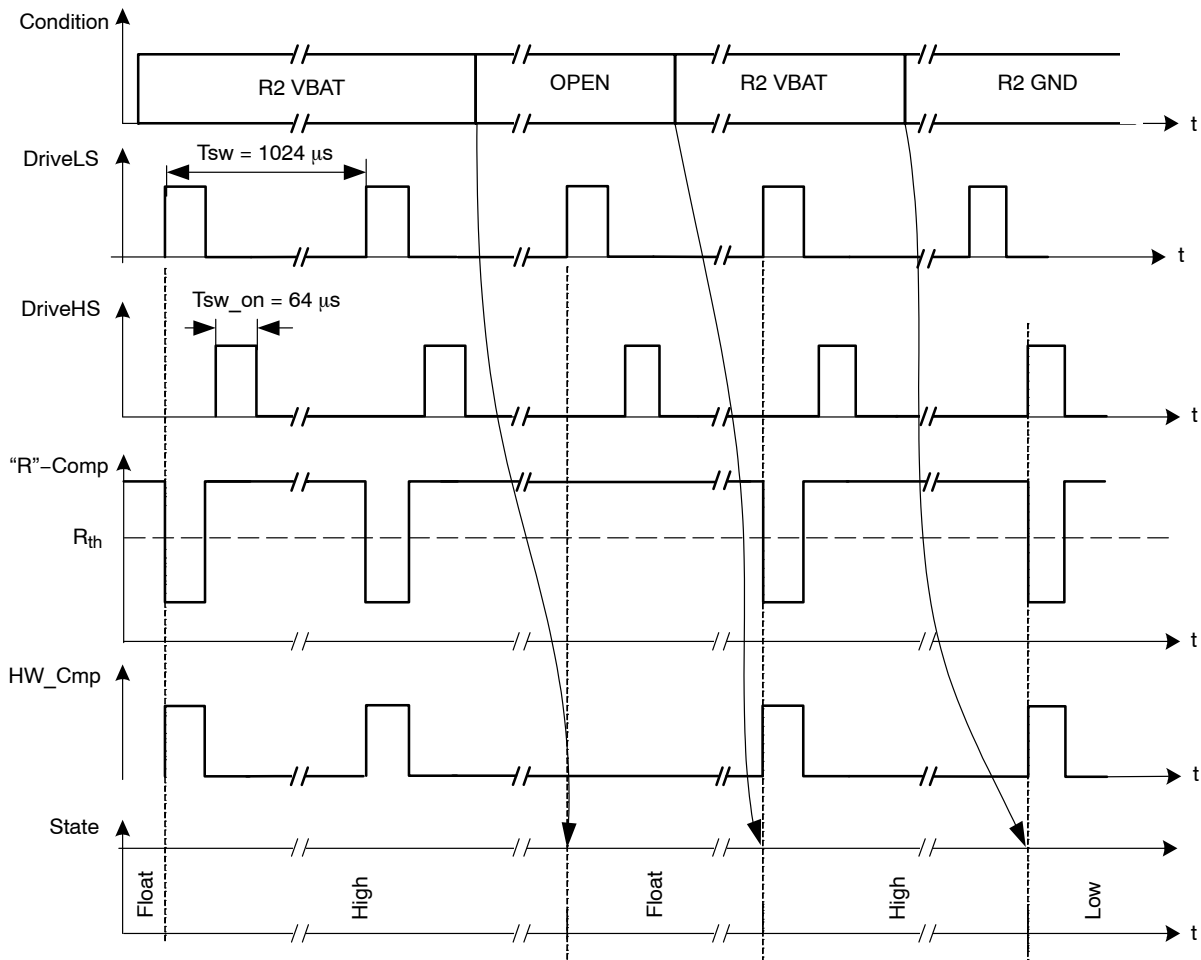 Condition
R2 VBAT
OPEN
R2 VBAT
R2 GND
t
DriveLS
Tsw = 1024 μs
t
DriveHS
Tsw_on = 64 μs
t
“R”−Comp
Rth
t
HW_Cmp
t
State
Float
High
Float
High
Low
t